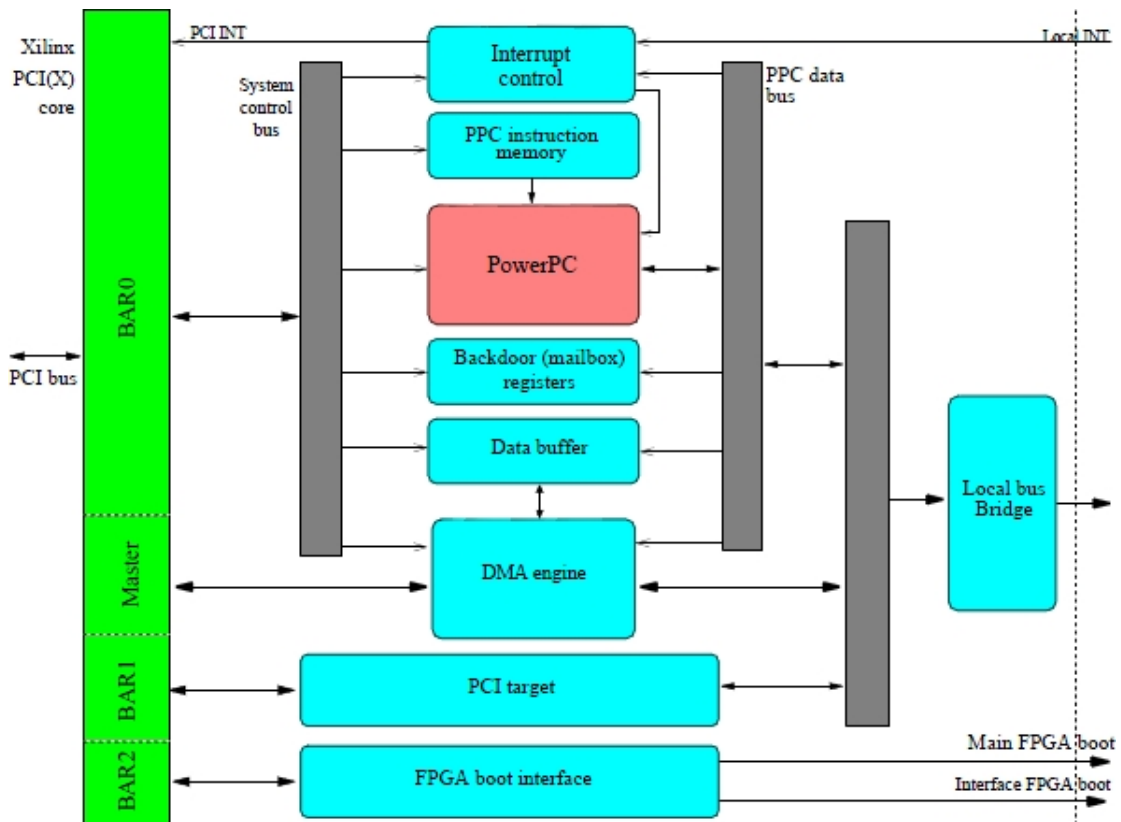 Xilinx
PCI(X)
core
PCI INT
Local INT
Interrupt
control
System
control
bus
PPC data
bus
PPC instruction
memory
PowerPC
BAR0
PCI bus
Backdoor (mailbox)
registers
Data buffer
Local bus
Bridge
Master
DMA engine
BAR1
PCI target
Main FPGA boot
BAR2
FPGA boot interface
Interface FPGA boot